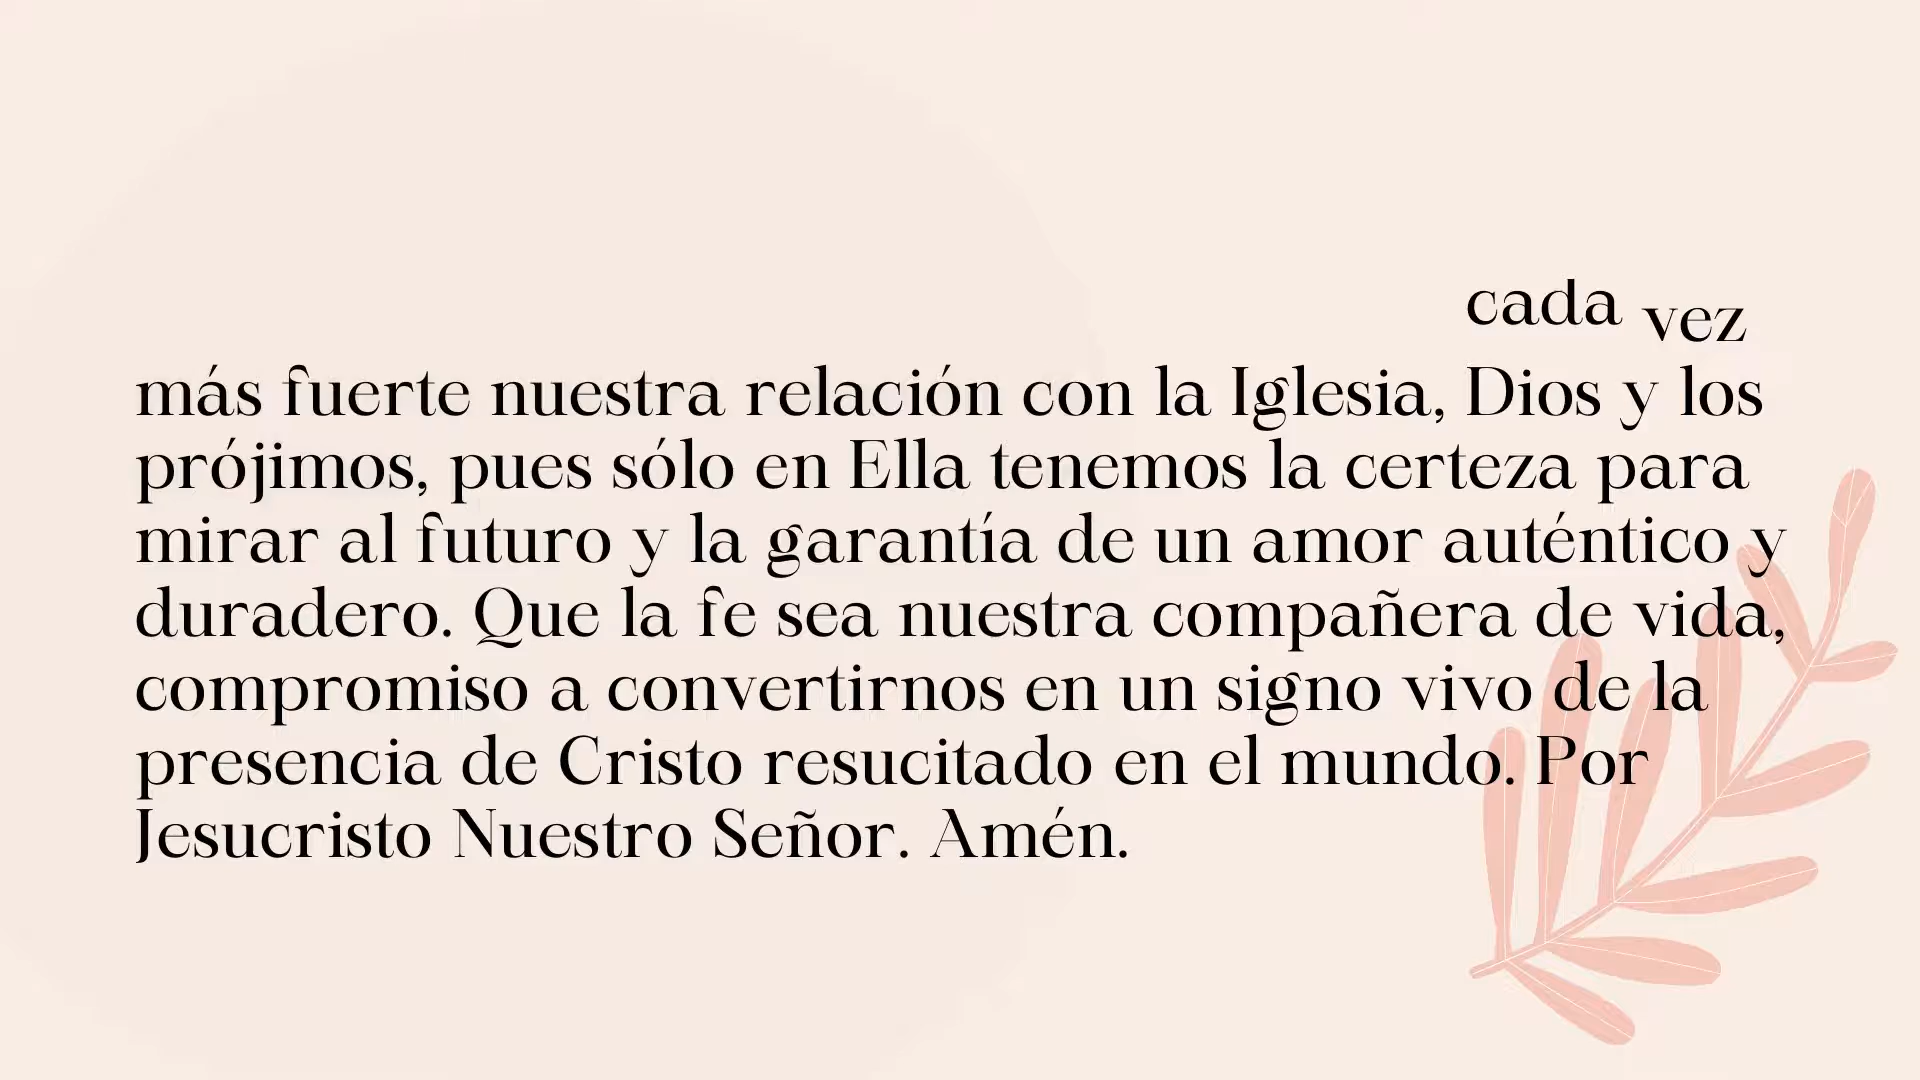 cada vez
más fuerte nuestra relación con la Iglesia, Dios y los
prójimos, pues sólo en Ella tenemos la certeza para
mirar al futuro y la garantía de un amor auténtico y
duradero. Que la fe sea nuestra compañera de vida,
compromiso a convertirnos en un signo vivo de la
presencia de Cristo resucitado en el mundo. Por
Jesucristo Nuestro Señor. Amén.